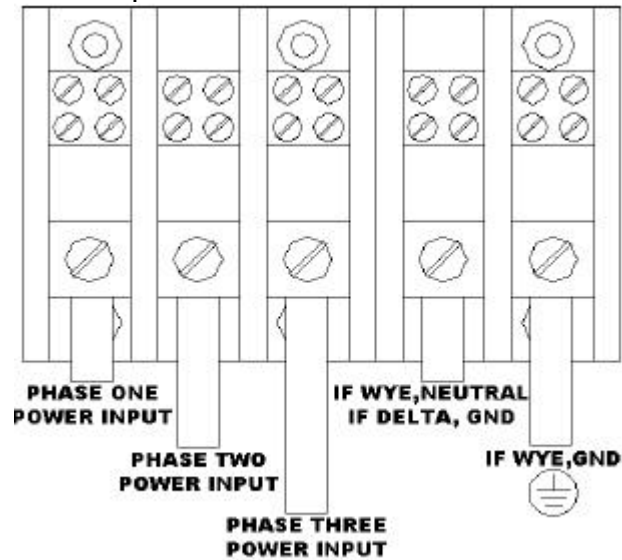 PHASE ONE
POWER INPUT
PHASE TWO
POWER INPUT
PHASE THREE
POWER INPUT
IF WYE,NEUTRAL
IF DELTA, GND
IF WYE,GND